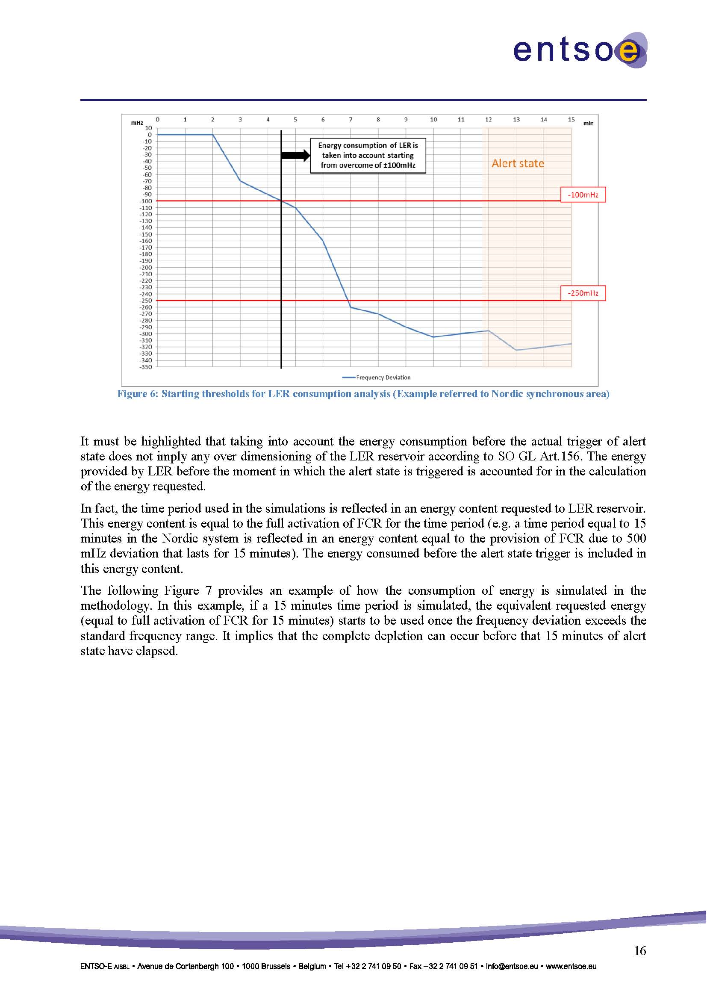 entsoe
mHz
0 1 2 3 4 5 6 7 8 9 10 11 12 13 14 15 min
10
0
-10
-20
-30
-40
-50
-60
-70
-80
-90
-100
-110
-120
-130
-140
-150
-160
-170
-180
-190
-200
-210
-220
-230
-240
-250
-260
-270
-280
-290
-300
-310
-320
-330
-340
-350
Energy consumption of LER is
taken into account starting
from overcome of ±100mHz
Alert state
-100mHz
-250mHz
Frequency Deviation
Figure 6: Starting thresholds for LER consumption analysis (Example referred to Nordic synchronous area)
It must be highlighted that taking into account the energy consumption before the actual trigger of alert
state does not imply any over dimensioning of the LER reservoir according to SO GL Art.156. The energy
provided by LER before the moment in which the alert state is triggered is accounted for in the calculation
of the energy requested.
In fact, the time period used in the simulations is reflected in an energy content requested to LER reservoir.
This energy content is equal to the full activation of FCR for the time period (e.g. a time period equal to 15
minutes in the Nordic system is reflected in an energy content equal to the provision of FCR due to 500
mHz deviation that lasts for 15 minutes). The energy consumed before the alert state trigger is included in
this energy content.
The following Figure 7 provides an example of how the consumption of energy is simulated in the
methodology. In this example, if a 15 minutes time period is simulated, the equivalent requested energy
(equal to full activation of FCR for 15 minutes) starts to be used once the frequency deviation exceeds the
standard frequency range. It implies that the complete depletion can occur before that 15 minutes of alert
state have elapsed.
16
ENTSO-E AISBL • Avenue de Cortenbergh 100 • 1000 Brussels • Belgium • Tel +32 2 741 09 50 • Fax +32 2 741 09 51 • info@entsoe.eu • www.entsoe.eu